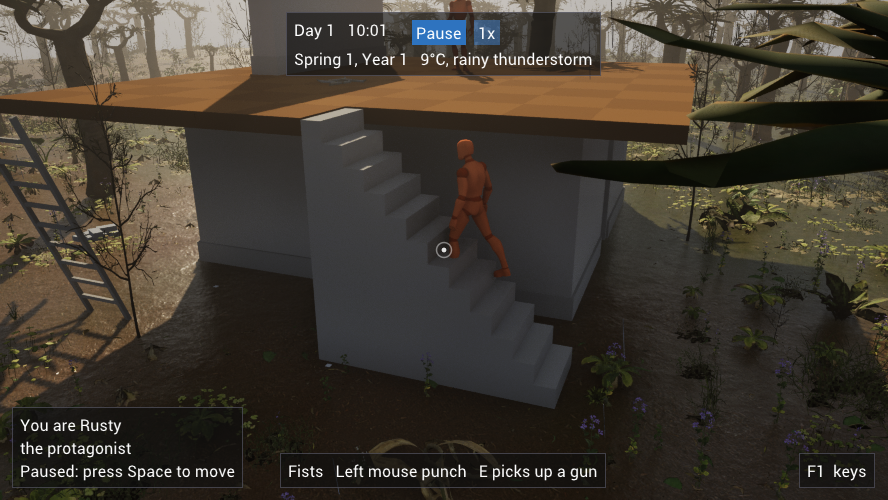 Day 1 10:01 Pause 1x
Spring 1, Year 1 9°C, rainy thunderstorm
You are Rusty
the protagonist
Paused: press Space to move
Fists Left mouse punch E picks up a gun
F1 keys